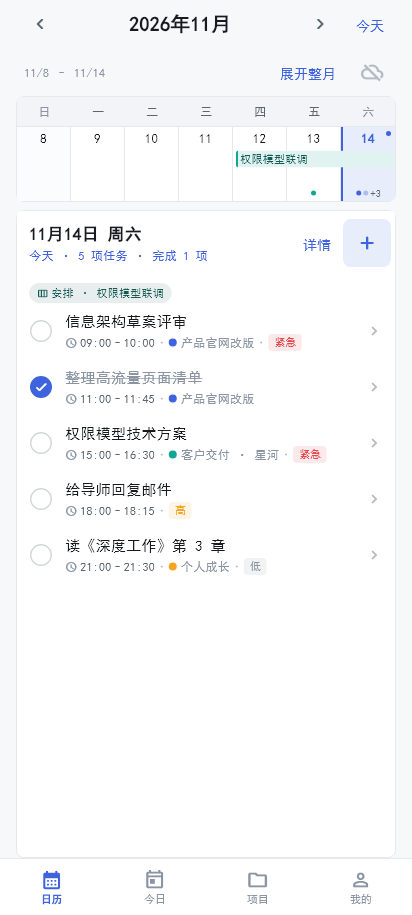 2026年11月
今天
11/8 - 11/14
展开整月
日 一 二 三 四 五 六
8 9 10 11 12 13 14
权限模型联调
+3
11月14日 周六
今天 · 5 项任务 · 完成 1 项
详情
安排 · 权限模型联调
信息架构草案评审
09:00-10:00 · 产品官网改版 · 紧急
整理高流量页面清单
11:00-11:45 · 产品官网改版
权限模型技术方案
15:00-16:30 · 客户交付 · 星河 · 紧急
给导师回复邮件
18:00-18:15 · 高
读《深度工作》第 3 章
21:00-21:30 · 个人成长 · 低
日历 今日 项目 我的